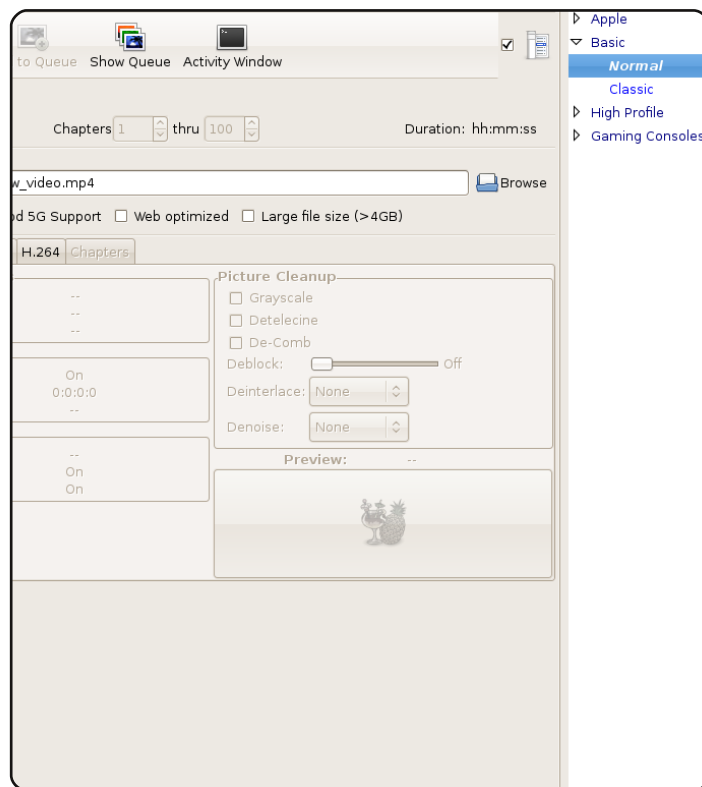 to Queue Show Queue Activity Window
Chapters 1 thru 100 Duration: hh:mm:ss
w_video.mp4 Browse
od 5G Support Web optimized Large file size (>4GB)
H.264 Chapters
Picture Cleanup
-- Grayscale
-- Detelecine
-- De-Comb
Deblock: Off
On
0:0:0:0 Deinterlace: None
--
Denoise: None
-- Preview: --
On
On
Apple
Basic
Normal
Classic
High Profile
Gaming Consoles